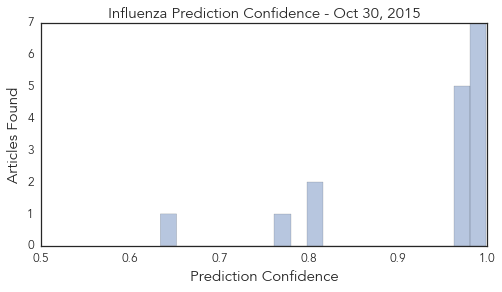 Influenza Prediction Confidence - Oct 30, 2015
Articles Found
7
6
5
4
3
2
1
0
0.5 0.6 0.7 0.8 0.9 1.0
Prediction Confidence